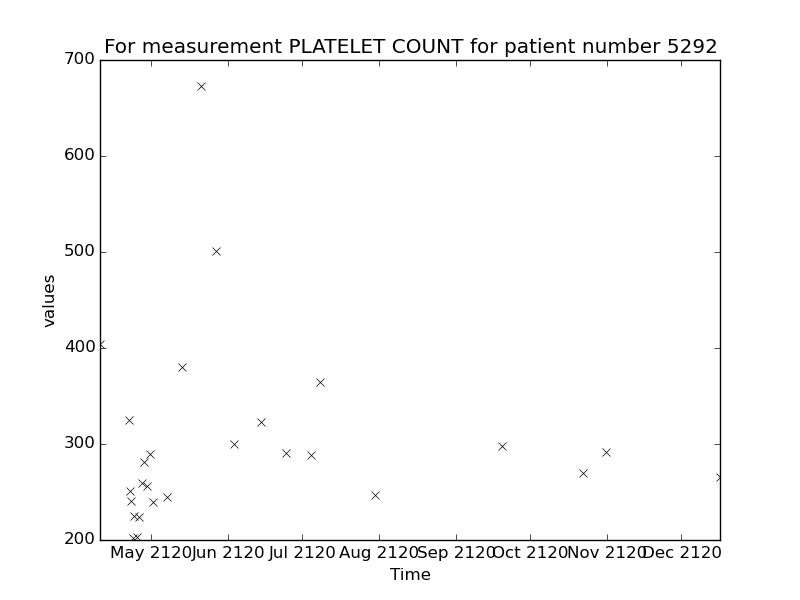 For measurement PLATELET COUNT for patient number 5292
700
600
500
400
300
200
values
May 2120 Jun 2120 Jul 2120 Aug 2120 Sep 2120 Oct 2120 Nov 2120 Dec 2120
Time